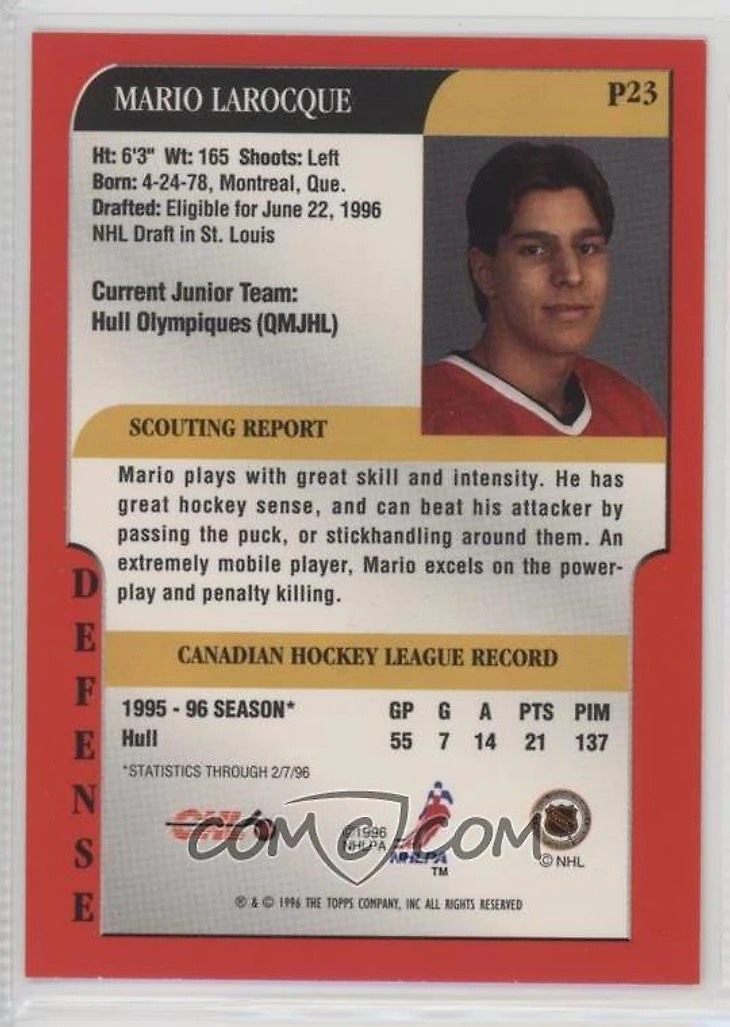 MARIO LAROCQUE
P23
Ht: 6'3" Wt: 165 Shoots: Left
Born: 4-24-78, Montreal, Que.
Drafted: Eligible for June 22, 1996
NHL Draft in St. Louis
Current Junior Team:
Hull Olympiques (QMJHL)
SCOUTING REPORT
Mario plays with great skill and intensity. He has
great hockey sense, and can beat his attacker by
passing the puck, or stickhandling around them. An
extremely mobile player, Mario excels on the power-
play and penalty killing.
DEFENSE
CANADIAN HOCKEY LEAGUE RECORD
1995 - 96 SEASON* GP G A PTS PIM
Hull 55 7 14 21 137
*STATISTICS THROUGH 2/7/96
COMC.COM
©1996
NHLPA
NHLPA
TM
© NHL
® & © 1996 THE TOPPS COMPANY, INC ALL RIGHTS RESERVED